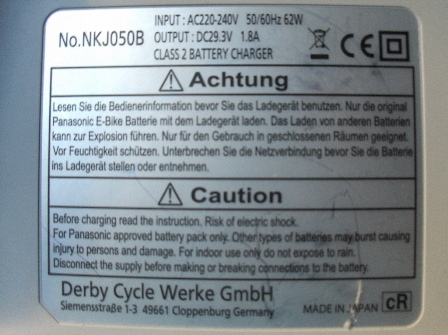 No.NKJ050B
INPUT : AC220-240V 50/60Hz 62W
OUTPUT : DC29.3V 1.8A
CLASS 2 BATTERY CHARGER
CE
Achtung
Lesen Sie die Bedienerinformation bevor Sie das Ladegerät benutzen. Nur die original
Panasonic E-Bike Batterie mit dem Ladegerät laden. Das Laden von anderen Batterien
kann zur Explosion führen. Nur für den Gebrauch in geschlossenen Räumen geeignet.
Vor Feuchtigkeit schützen. Unterbrechen Sie die Netzverbindung bevor Sie die Batterie
ins Ladegerät stellen oder entnehmen.
Caution
Before charging read the instruction. Risk of electric shock.
For Panasonic approved battery pack only. Other types of batteries may burst causing
injury to persons and damage. For indoor use only do not expose to rain.
Disconnect the supply before making or breaking connections to the battery.
Derby Cycle Werke GmbH
Siemensstraße 1-3 49661 Cloppenburg Germany
MADE IN JAPAN cR